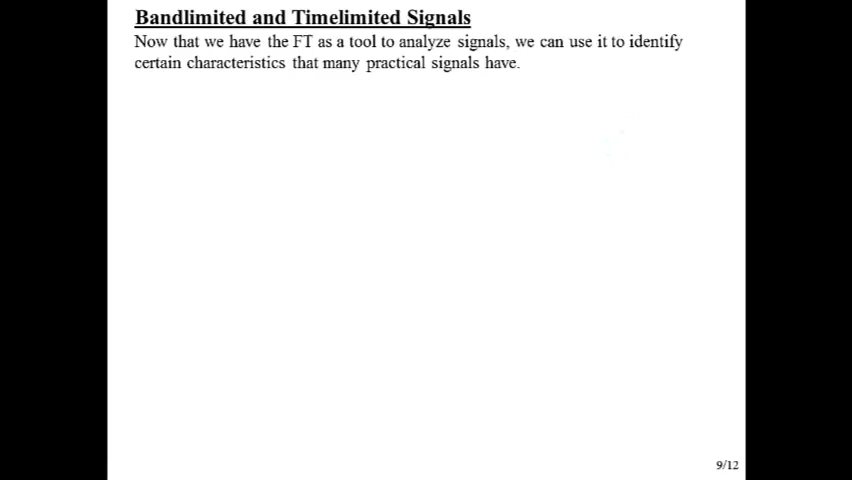 Bandlimited and Timelimited Signals
Now that we have the FT as a tool to analyze signals, we can use it to identify
certain characteristics that many practical signals have.
9/12